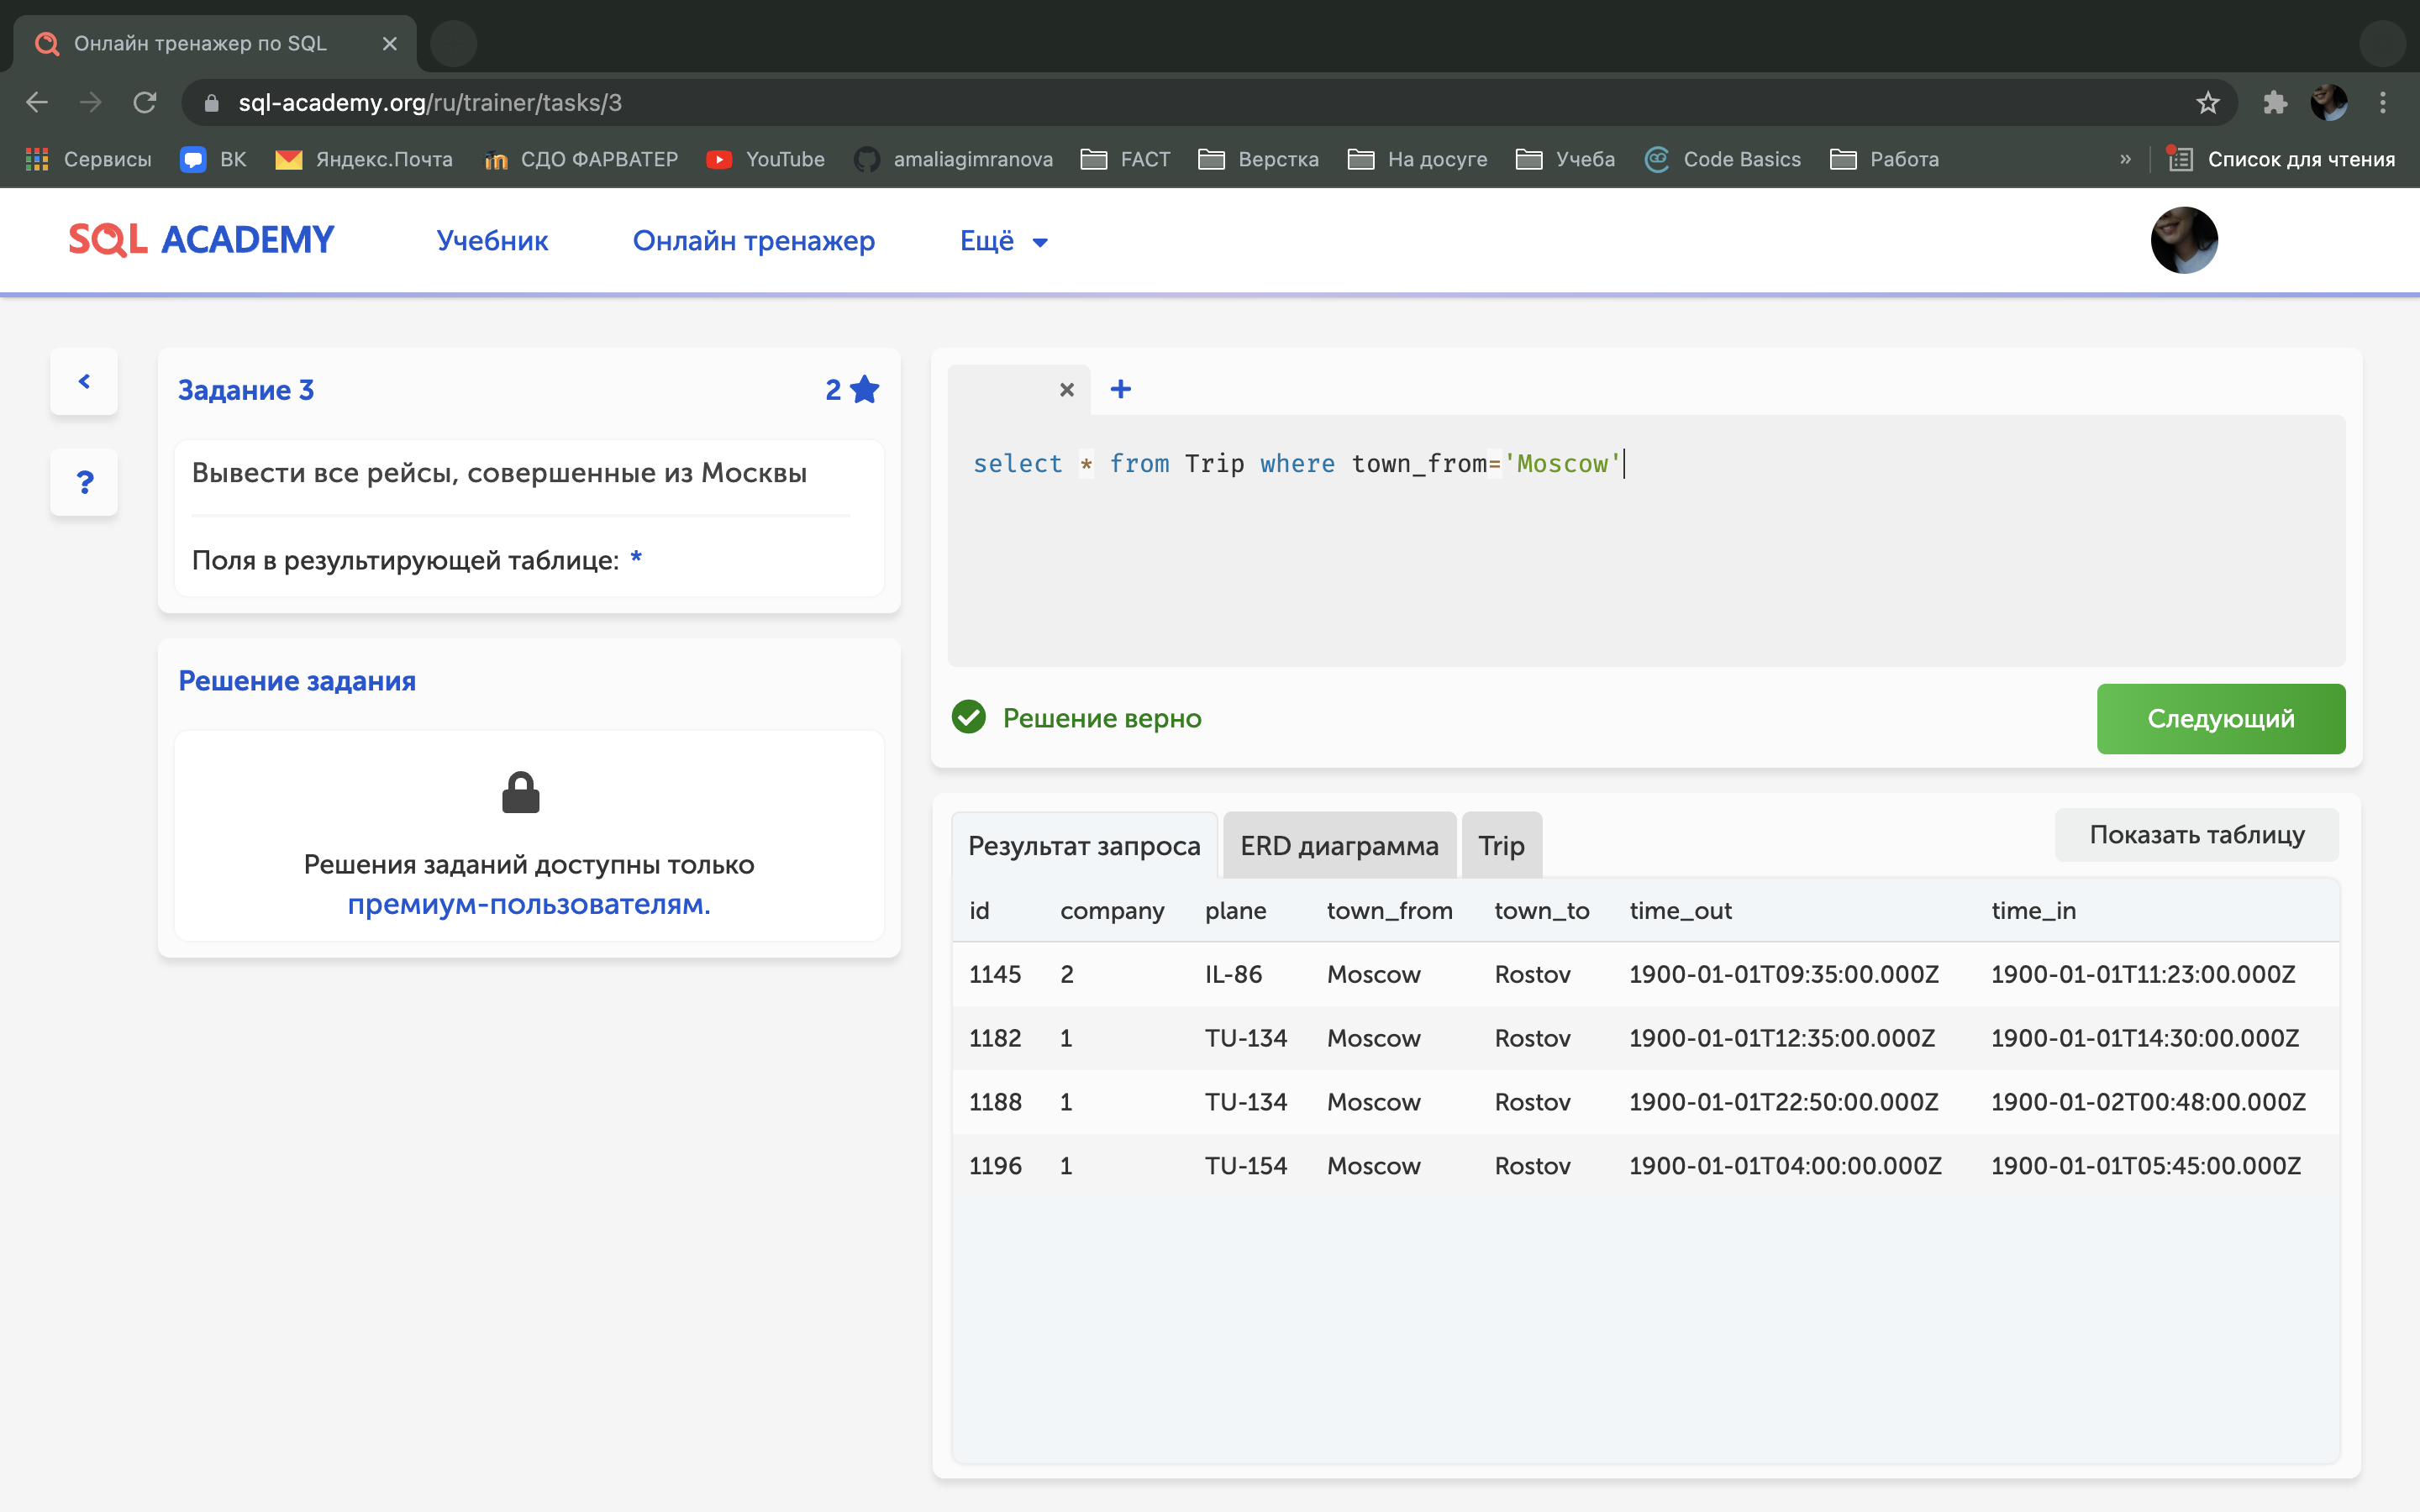 Онлайн тренажер по SQL
sql-academy.org/ru/trainer/tasks/3
Сервисы ВК Яндекс.Почта СДО ФАРВАТЕР YouTube amaliagimranova FACT Верстка На досуге Учеба Code Basics Работа » Список для чтения
SQL ACADEMY Учебник Онлайн тренажер Ещё
Задание 3 2
Вывести все рейсы, совершенные из Москвы
Поля в результирующей таблице: *
?
Решение задания
Решения заданий доступны только
премиум-пользователям.
× +
select * from Trip where town_from='Moscow'
Решение верно Следующий
Результат запроса ERD диаграмма Trip Показать таблицу
id company plane town_from town_to time_out time_in
1145 2 IL-86 Moscow Rostov 1900-01-01T09:35:00.000Z 1900-01-01T11:23:00.000Z
1182 1 TU-134 Moscow Rostov 1900-01-01T12:35:00.000Z 1900-01-01T14:30:00.000Z
1188 1 TU-134 Moscow Rostov 1900-01-01T22:50:00.000Z 1900-01-02T00:48:00.000Z
1196 1 TU-154 Moscow Rostov 1900-01-01T04:00:00.000Z 1900-01-01T05:45:00.000Z